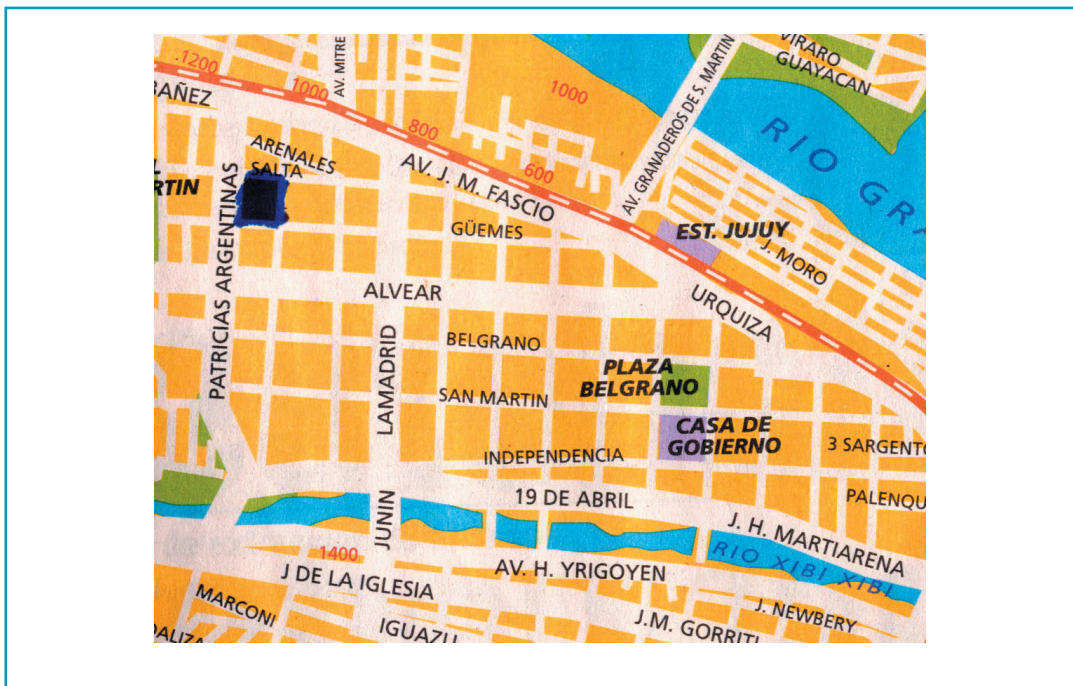 VIRARO
GUAYACAN
1200
1000
AV. MITRE
BAÑEZ
1000
800
600
AV. GRANADEROS DE S. MARTIN
RIO GRA
ARENALES
SALTA
RTIN
AV. J. M. FASCIO
GÜEMES
EST. JUJUY
J. MORO
PATRICIAS ARGENTINAS
ALVEAR
URQUIZA
LAMADRID
BELGRANO
PLAZA
BELGRANO
SAN MARTIN
CASA DE
GOBIERNO
3 SARGENTO
INDEPENDENCIA
19 DE ABRIL
PALENQU
JUNIN
J. H. MARTIARENA
RIO XIBI XIBI
1400
AV. H. YRIGOYEN
J DE LA IGLESIA
J. NEWBERY
MARCONI
IGUAZU
J.M. GORRITI
DALIZA